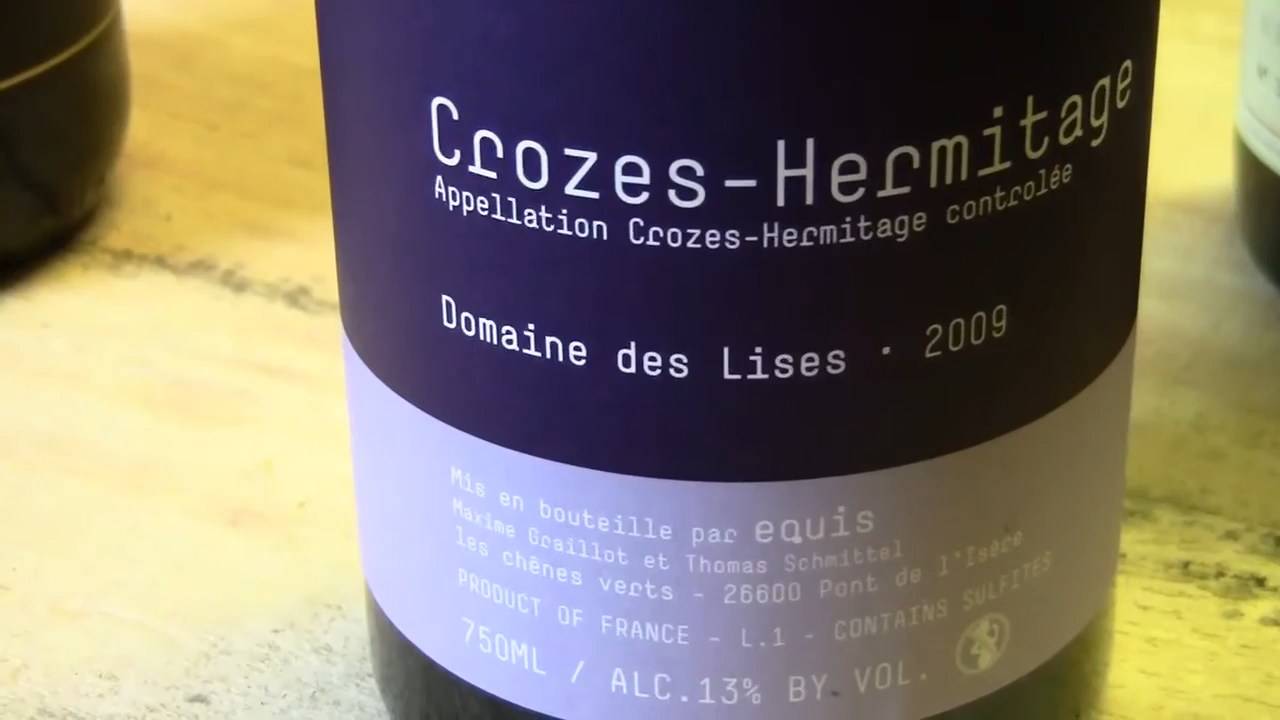 Crozes-Hermitage
Appellation Crozes-Hermitage controlée
Domaine des Lises · 2009
Mis en bouteille par equis
Maxime Graillot et Thomas Schmittel
les chênes verts - 26600 Pont de l'Isère
PRODUCT OF FRANCE - L.1 - CONTAINS SULFITES
750ML / ALC.13% BY VOL.